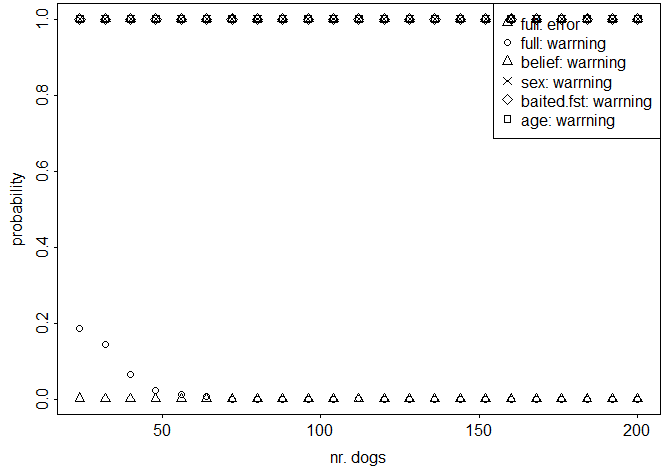 1.0
0.8
0.6
0.4
0.2
0.0
probability
50
100
150
200
nr. dogs
full: error
full: warrning
belief: warrning
sex: warrning
baited.fst: warrning
age: warrning